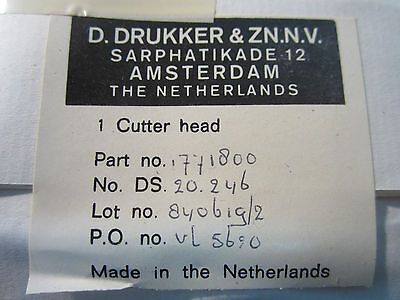 D. DRUKKER & ZN.N.V.
SARPHATIKADE 12
AMSTERDAM
THE NETHERLANDS
1 Cutter head
Part no. 771800
No. DS. 20.246
Lot no. 840619/2
P.O. no. VL 5690
Made in the Netherlands